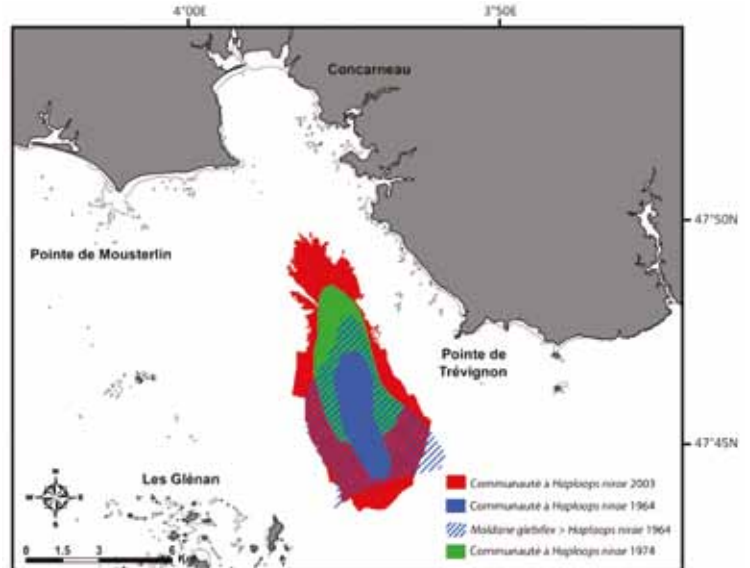 4°00E
3°50E
Concarneau
47°50N
Pointe de Mousterlin
Pointe de
Trévignon
47°45N
Les Glénan
Communauté à Haploops nirae 2003
Communauté à Haploops nirae 1964
Maldane glebifex > Haploops nirae 1964
Communauté à Haploops nirae 1974
N
W
E
S
0 1.5 3 6